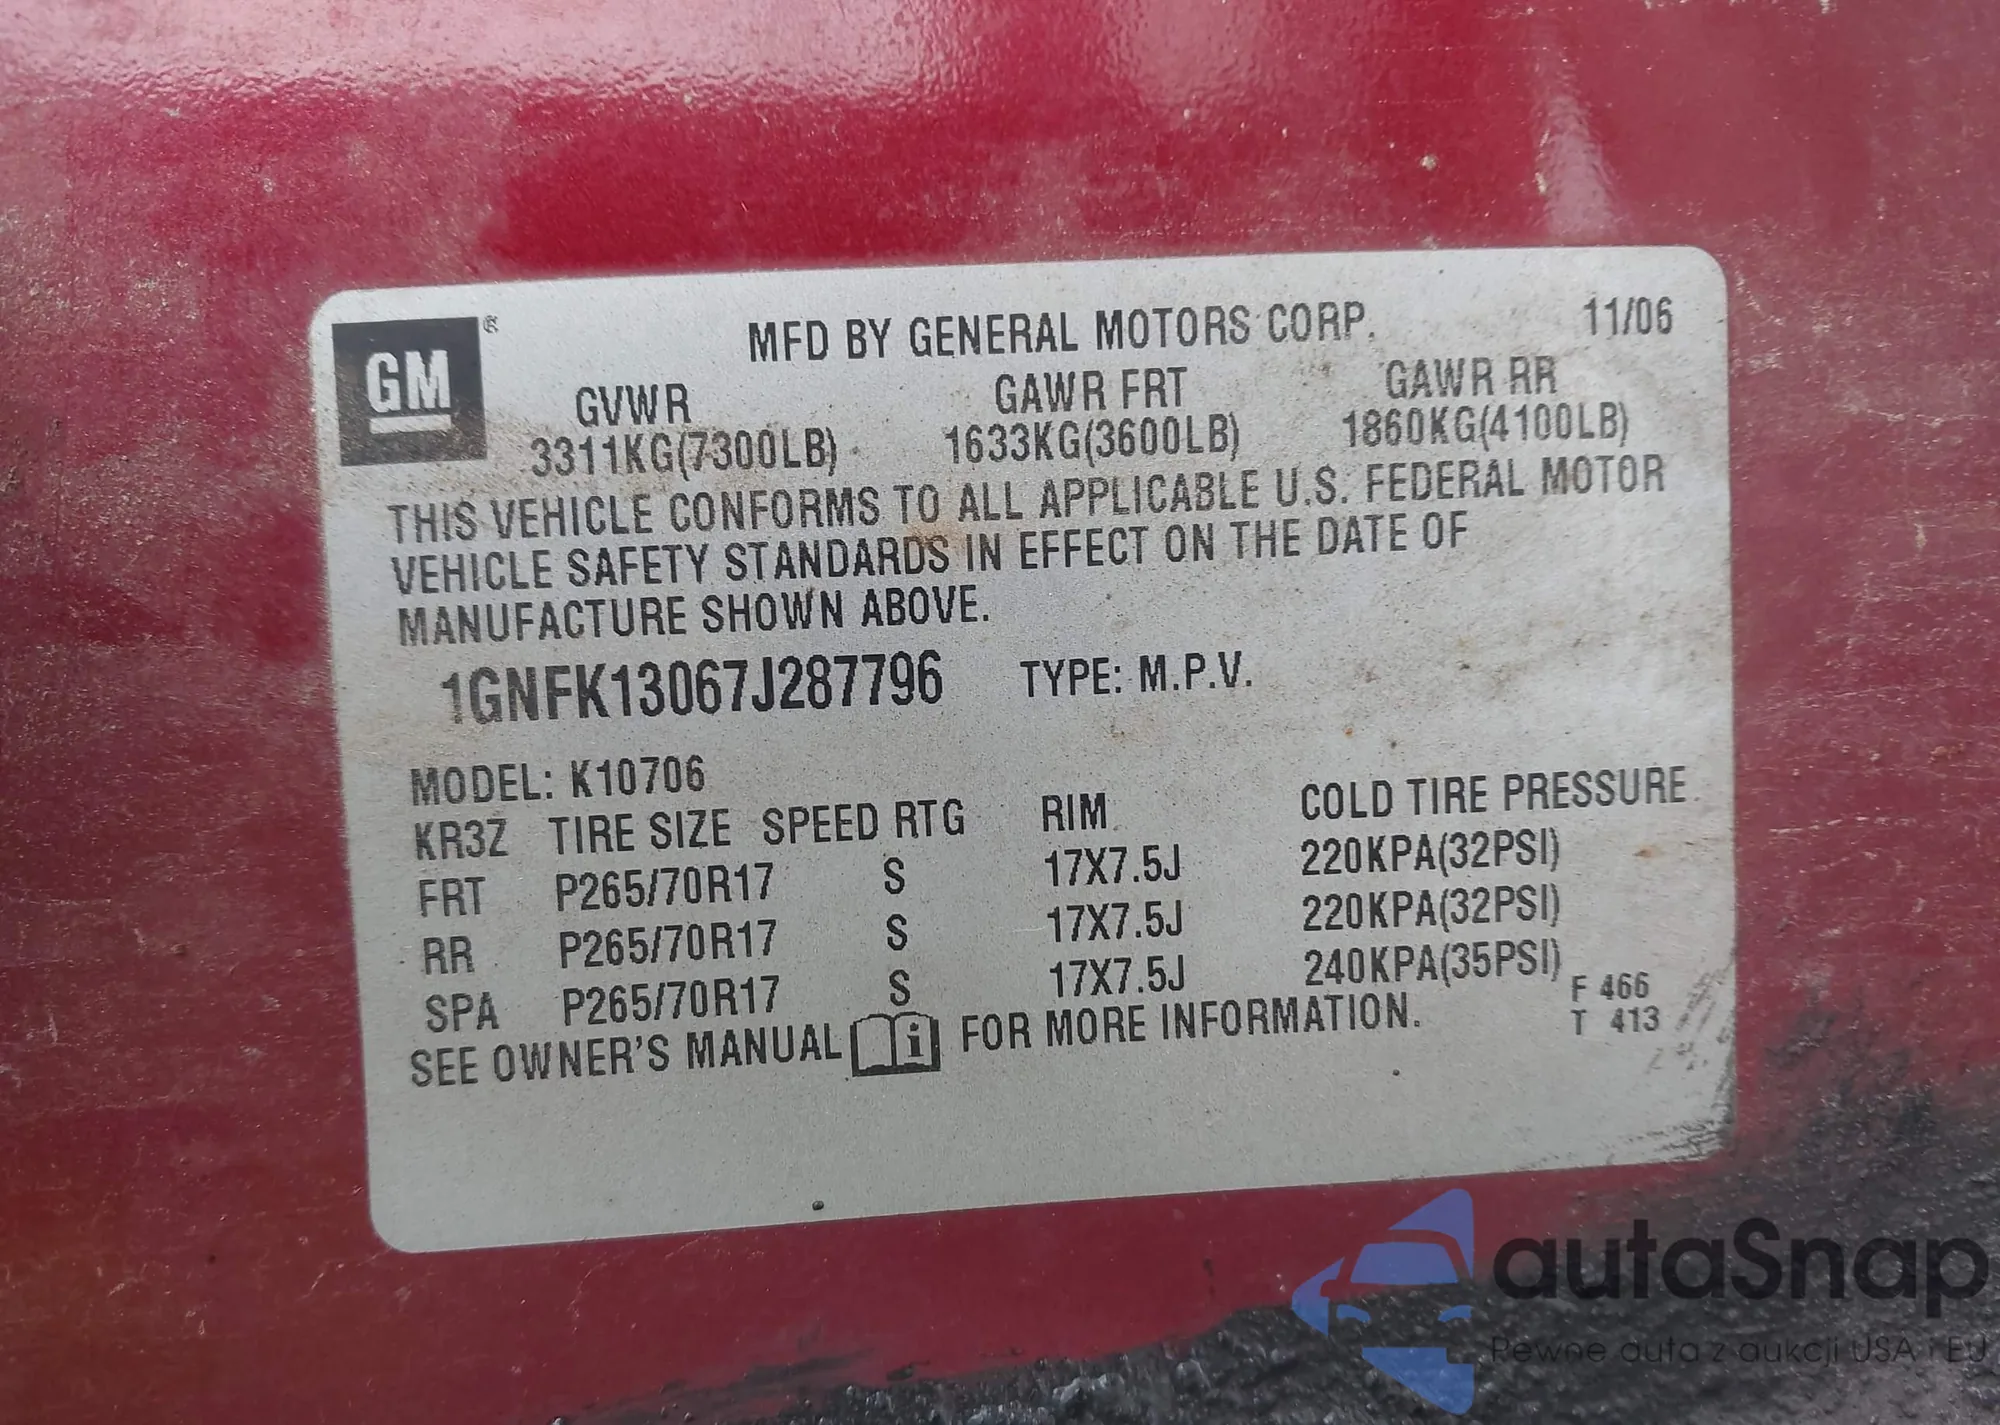 GM ®
MFD BY GENERAL MOTORS CORP. 11/06
GVWR GAWR FRT GAWR RR
3311KG(7300LB) 1633KG(3600LB) 1860KG(4100LB)
THIS VEHICLE CONFORMS TO ALL APPLICABLE U.S. FEDERAL MOTOR
VEHICLE SAFETY STANDARDS IN EFFECT ON THE DATE OF
MANUFACTURE SHOWN ABOVE.
1GNFK13067J287796 TYPE: M.P.V.
MODEL: K10706
KR3Z TIRE SIZE SPEED RTG RIM COLD TIRE PRESSURE
FRT P265/70R17 S 17X7.5J 220KPA(32PSI)
RR P265/70R17 S 17X7.5J 220KPA(32PSI)
SPA P265/70R17 S 17X7.5J 240KPA(35PSI)
SEE OWNER'S MANUAL i FOR MORE INFORMATION.
F 466
T 413
autaSnap
Pewne auta z aukcji USA i EU